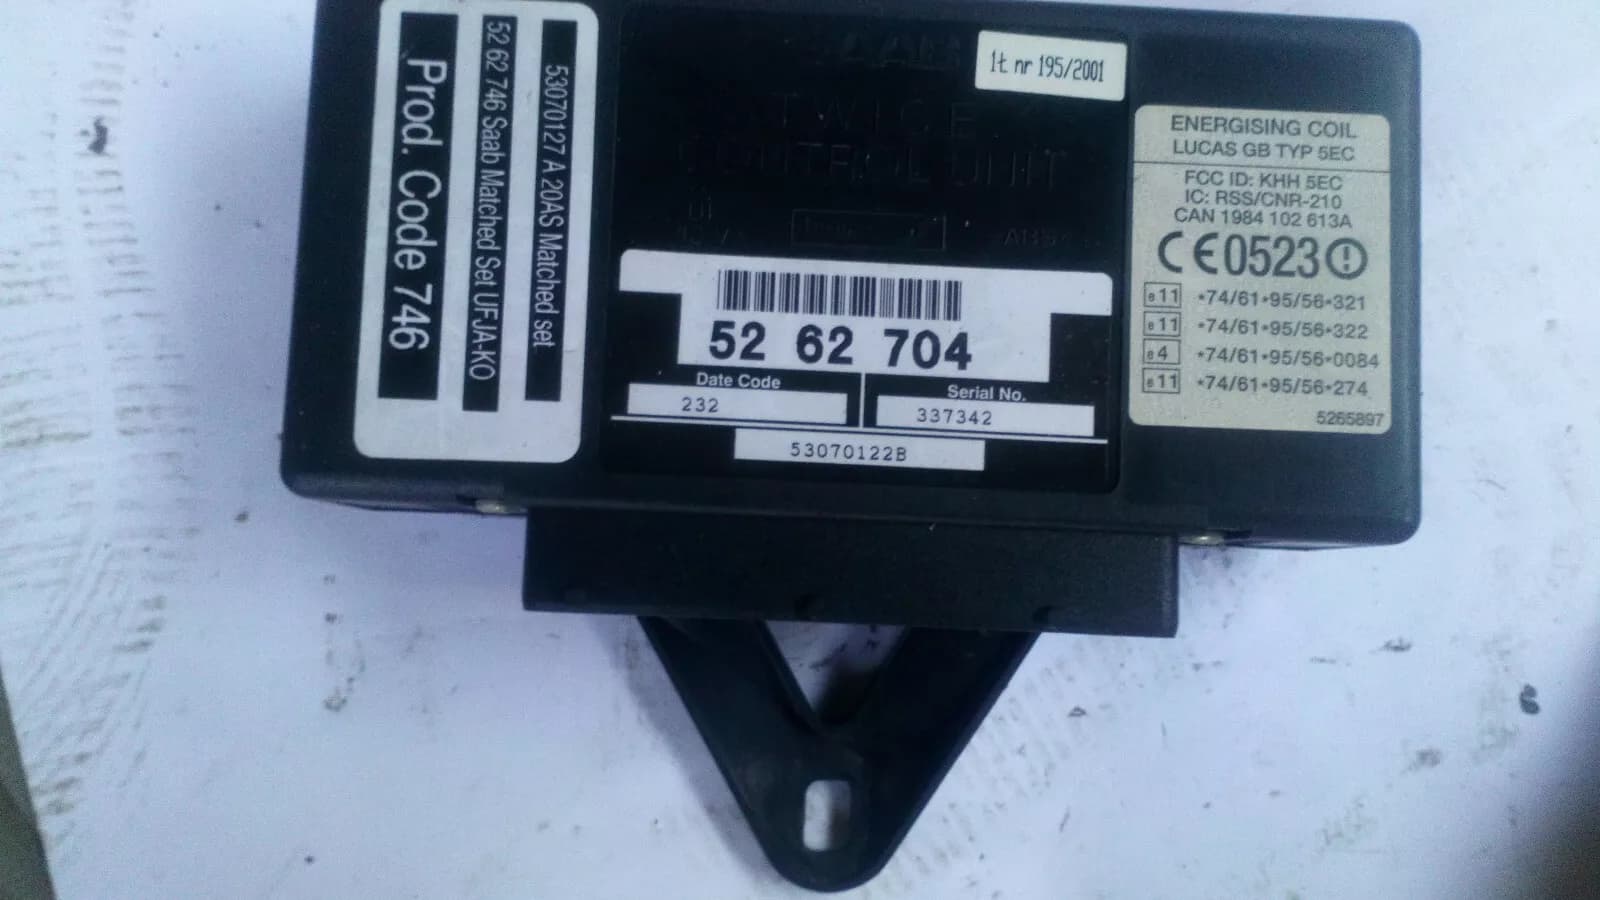 Prod. Code 746
52 62 746 Saab Matched Set UFJA-KO
53070127 A 20AS Matched set
SAAB
1t nr 195/2001
TWICE
CONTROL UNIT
52 62 704
Date Code
232
Serial No.
337342
53070122B
ENERGISING COIL
LUCAS GB TYP 5EC
FCC ID: KHH 5EC
IC: RSS/CNR-210
CAN 1984 102 613A
CE0523
e11 *74/61*95/56*321
e11 *74/61*95/56*322
e4 *74/61*95/56*0084
e11 *74/61*95/56*274
5265897